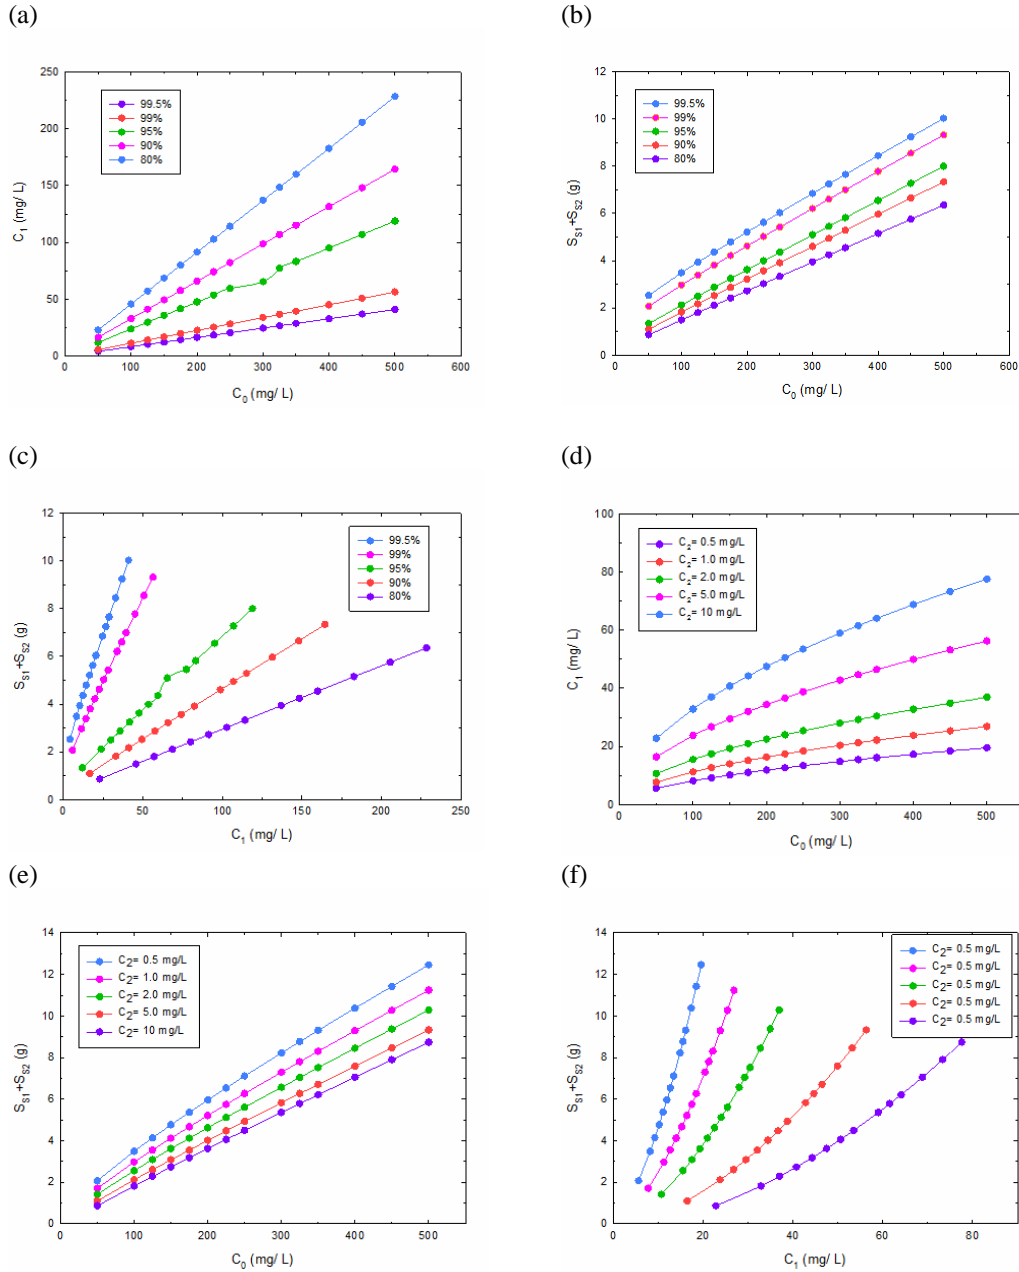 (a)
(b)
250
200
150
100
50
0
C1 (mg/ L)
99.5%
99%
95%
90%
80%
0 100 200 300 400 500 600
C0 (mg/ L)
12
10
8
6
4
2
0
SS1+SS2 (g)
99.5%
99%
95%
90%
80%
0 100 200 300 400 500 600
C0 (mg/ L)
(c)
(d)
12
10
8
6
4
2
0
SS1+SS2 (g)
99.5%
99%
95%
90%
80%
0 50 100 150 200 250
C1 (mg/ L)
100
80
60
40
20
0
C1 (mg/ L)
C2= 0.5 mg/L
C2= 1.0 mg/L
C2= 2.0 mg/L
C2= 5.0 mg/L
C2= 10 mg/L
0 100 200 300 400 500
C0 (mg/ L)
(e)
(f)
14
12
10
8
6
4
2
0
SS1+SS2 (g)
C2= 0.5 mg/L
C2= 1.0 mg/L
C2= 2.0 mg/L
C2= 5.0 mg/L
C2= 10 mg/L
0 100 200 300 400 500
C0 (mg/ L)
14
12
10
8
6
4
2
0
SS1+SS2 (g)
C2= 0.5 mg/L
C2= 0.5 mg/L
C2= 0.5 mg/L
C2= 0.5 mg/L
C2= 0.5 mg/L
0 20 40 60 80
C1 (mg/ L)